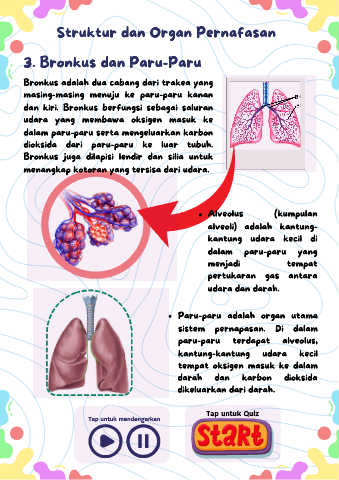 Struktur dan Organ Pernafasan
3. Bronkus dan Paru-Paru
Bronkus adalah dua cabang dari trakea yang
masing-masing menuju ke paru-paru kanan
dan kiri. Bronkus berfungsi sebagai saluran
udara yang membawa oksigen masuk ke
dalam paru-paru serta mengeluarkan karbon
dioksida dari paru-paru ke luar tubuh.
Bronkus juga dilapisi lendir dan silia untuk
menangkap kotoran yang tersisa dari udara.
• Alveolus (kumpulan
alveoli) adalah kantung-
kantung udara kecil di
dalam paru-paru yang
menjadi tempat
pertukaran gas antara
udara dan darah.
• Paru-paru adalah organ utama
sistem pernapasan. Di dalam
paru-paru terdapat alveolus,
kantung-kantung udara kecil
tempat oksigen masuk ke dalam
darah dan karbon dioksida
dikeluarkan dari darah.
Tap untuk mendengarkan
Tap untuk Quiz
START